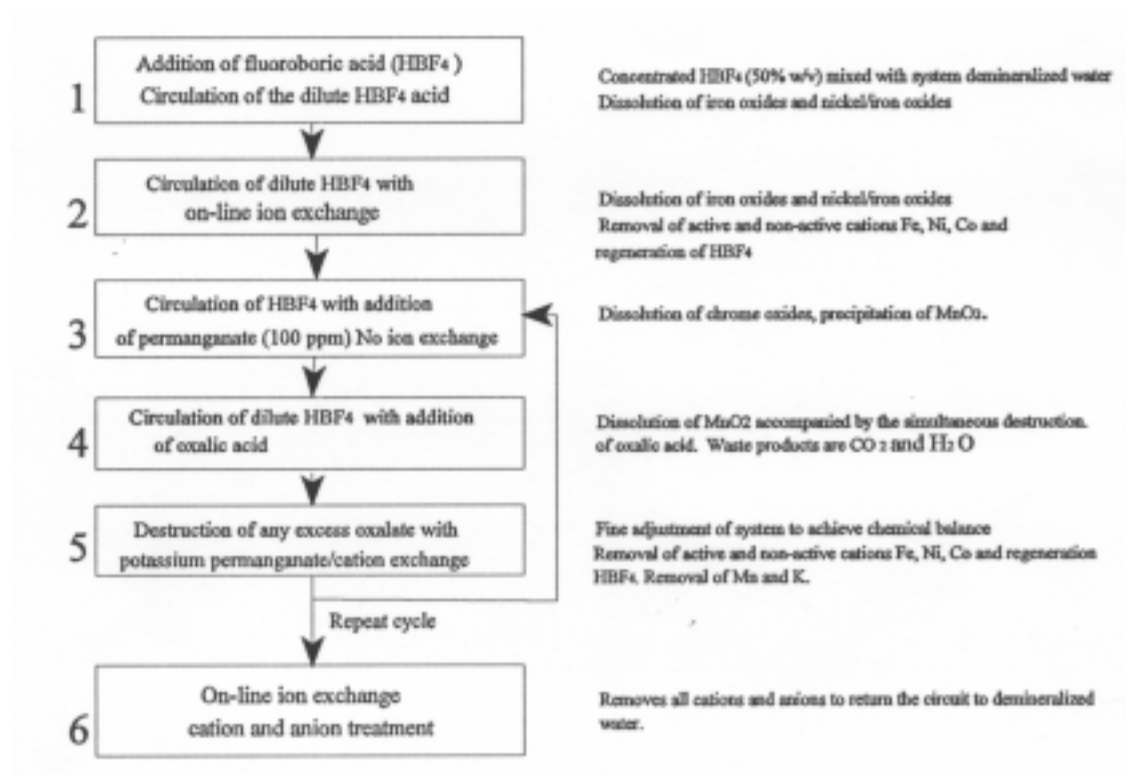 1
Addition of fluoroboric acid (HBF4 )
Circulation of the dilute HBF4 acid
Concentrated HBF4 (50% w/v) mixed with system demineralized water
Dissolution of iron oxides and nickel/iron oxides
2
Circulation of dilute HBF4 with
on-line ion exchange
Dissolution of iron oxides and nickel/iron oxides
Removal of active and non-active cations Fe, Ni, Co and
regeneration of HBF4
3
Circulation of HBF4 with addition
of permanganate (100 ppm) No ion exchange
Dissolution of chrome oxides, precipitation of MnO2.
4
Circulation of dilute HBF4 with addition
of oxalic acid
Dissolution of MnO2 accompanied by the simultaneous destruction.
of oxalic acid. Waste products are CO 2 and H2 O
5
Destruction of any excess oxalate with
potassium permanganate/cation exchange
Fine adjustment of system to achieve chemical balance
Removal of active and non-active cations Fe, Ni, Co and regeneration
HBF4. Removal of Mn and K.
Repeat cycle
6
On-line ion exchange
cation and anion treatment
Removes all cations and anions to return the circuit to demineralized
water.